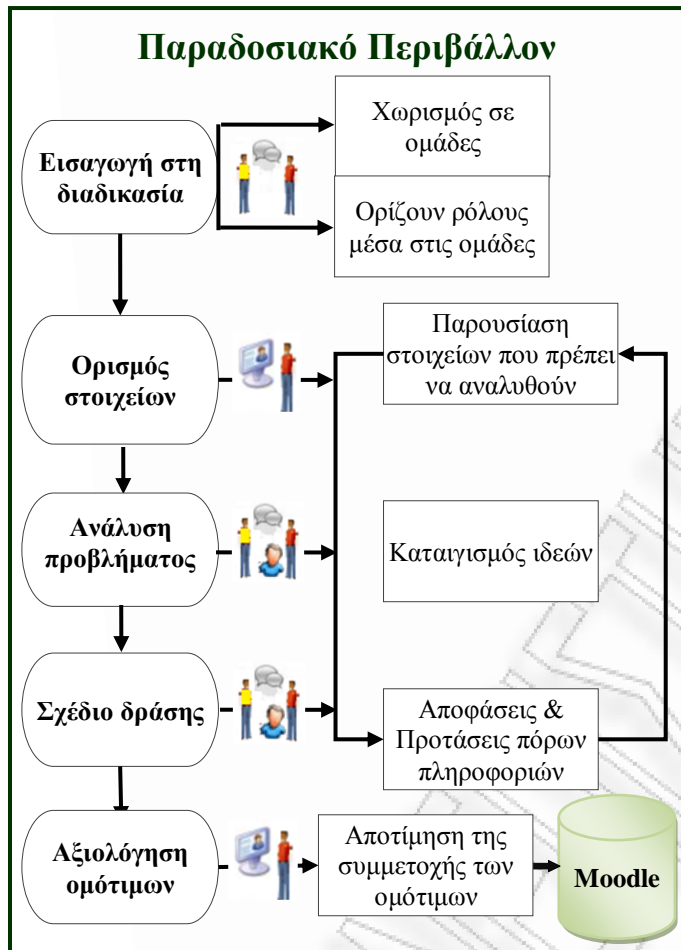 Παραδοσιακό Περιβάλλον
Εισαγωγή στη
διαδικασία
Χωρισμός σε
ομάδες
Ορίζουν ρόλους
μέσα στις ομάδες
Ορισμός
στοιχείων
Παρουσίαση
στοιχείων που πρέπει
να αναλυθούν
Ανάλυση
προβλήματος
Καταιγισμός ιδεών
Σχέδιο δράσης
Αποφάσεις &
Προτάσεις πόρων
πληροφοριών
Αξιολόγηση
ομότιμων
Αποτίμηση της
συμμετοχής των
ομότιμων
Moodle